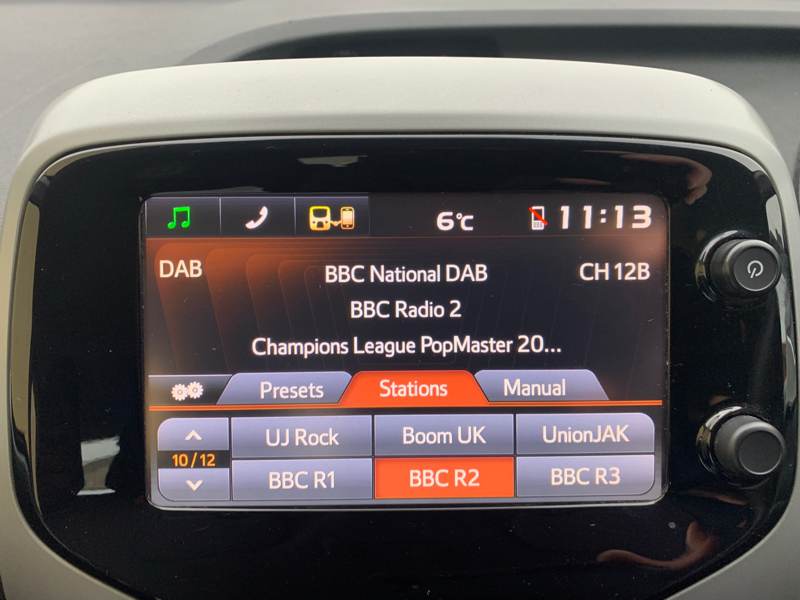 6°C 11:13
DAB BBC National DAB CH 12B
BBC Radio 2
Champions League PopMaster 20...
Presets Stations Manual
UJ Rock Boom UK UnionJAK
10/12
BBC R1 BBC R2 BBC R3